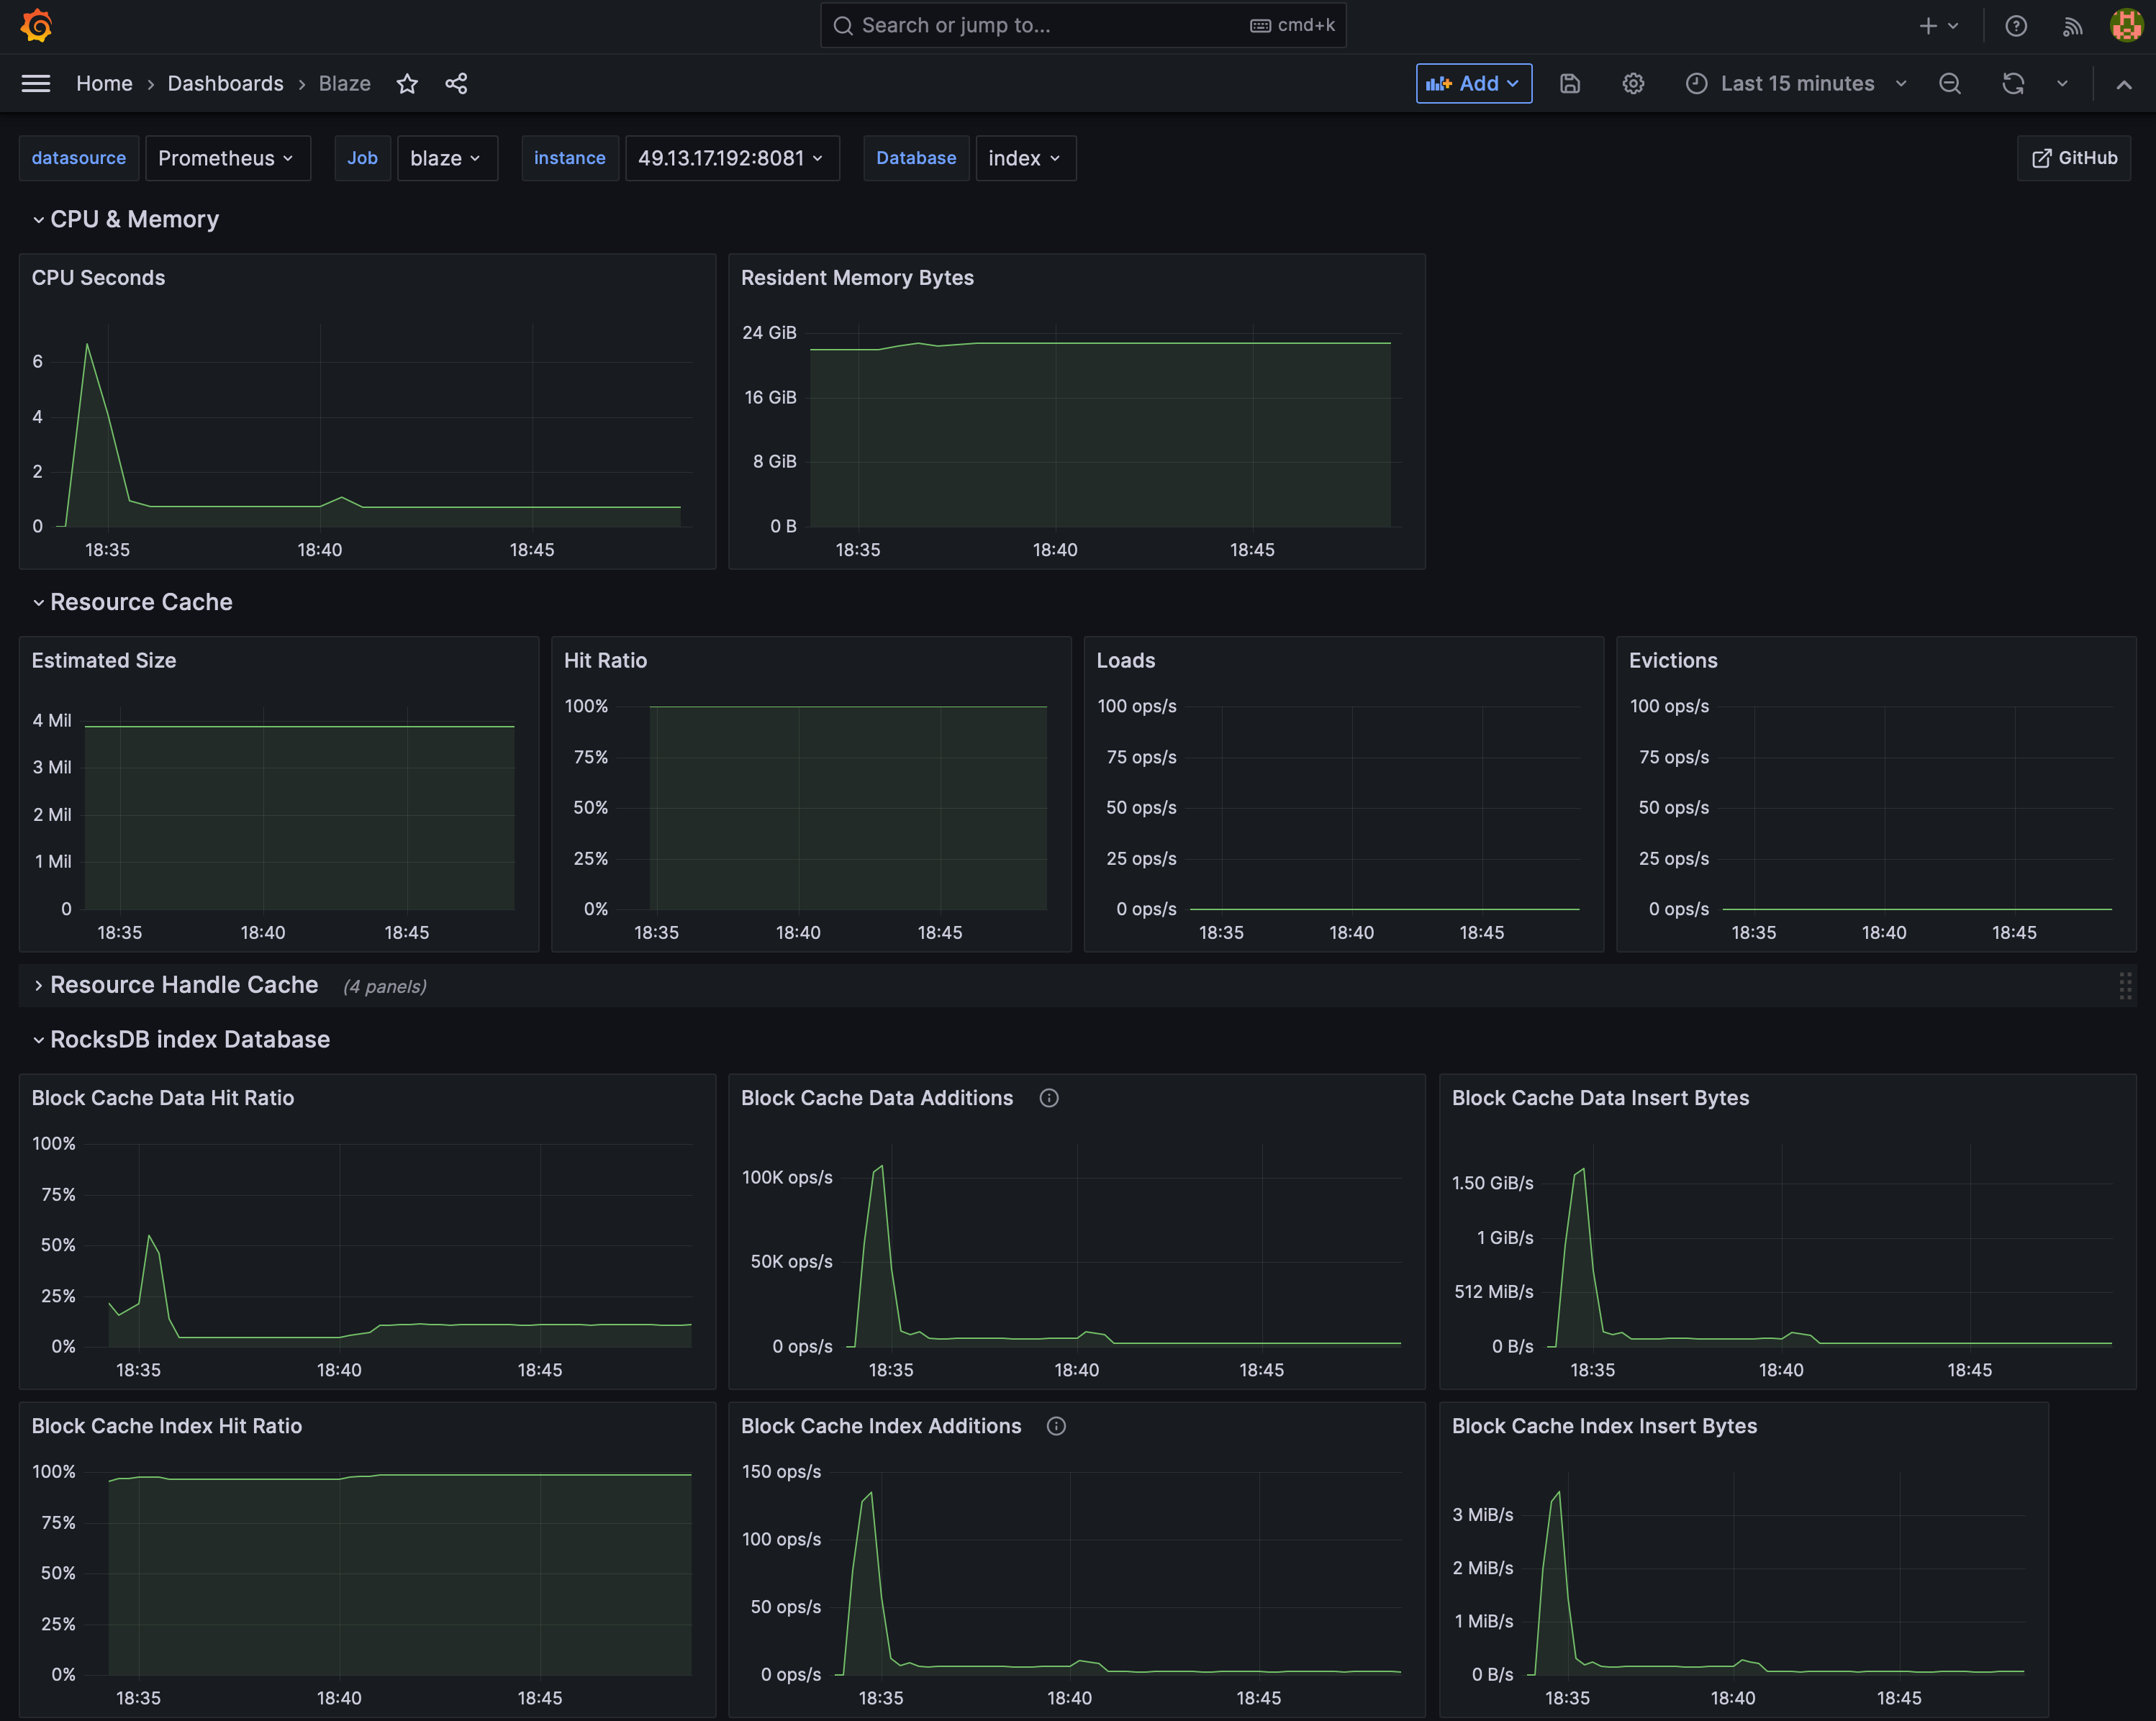 Search or jump to... cmd+k
Home › Dashboards › Blaze Add Last 15 minutes
datasource Prometheus Job blaze instance 49.13.17.192:8081 Database index GitHub
CPU & Memory
CPU Seconds
6
4
2
0
18:35 18:40 18:45
Resident Memory Bytes
24 GiB
16 GiB
8 GiB
0 B
18:35 18:40 18:45
Resource Cache
Estimated Size
4 Mil
3 Mil
2 Mil
1 Mil
0
18:35 18:40 18:45
Hit Ratio
100%
75%
50%
25%
0%
18:35 18:40 18:45
Loads
100 ops/s
75 ops/s
50 ops/s
25 ops/s
0 ops/s
18:35 18:40 18:45
Evictions
100 ops/s
75 ops/s
50 ops/s
25 ops/s
0 ops/s
18:35 18:40 18:45
Resource Handle Cache (4 panels)
RocksDB index Database
Block Cache Data Hit Ratio
100%
75%
50%
25%
0%
18:35 18:40 18:45
Block Cache Data Additions
100K ops/s
50K ops/s
0 ops/s
18:35 18:40 18:45
Block Cache Data Insert Bytes
1.50 GiB/s
1 GiB/s
512 MiB/s
0 B/s
18:35 18:40 18:45
Block Cache Index Hit Ratio
100%
75%
50%
25%
0%
18:35 18:40 18:45
Block Cache Index Additions
150 ops/s
100 ops/s
50 ops/s
0 ops/s
18:35 18:40 18:45
Block Cache Index Insert Bytes
3 MiB/s
2 MiB/s
1 MiB/s
0 B/s
18:35 18:40 18:45